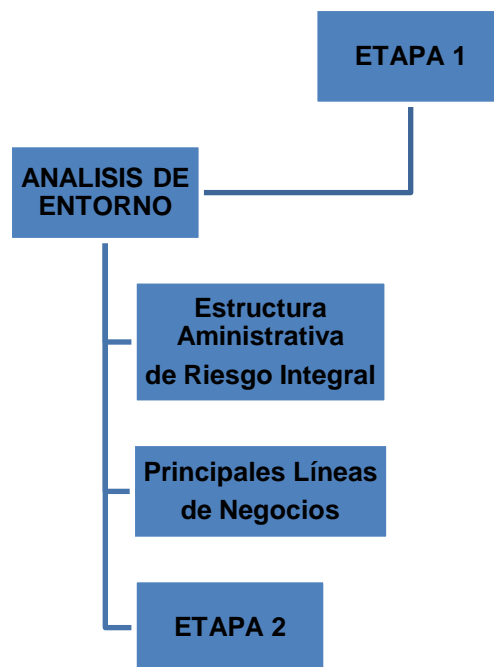 ETAPA 1
ANALISIS DE
ENTORNO
Estructura
Aministrativa
de Riesgo Integral
Principales Líneas
de Negocios
ETAPA 2